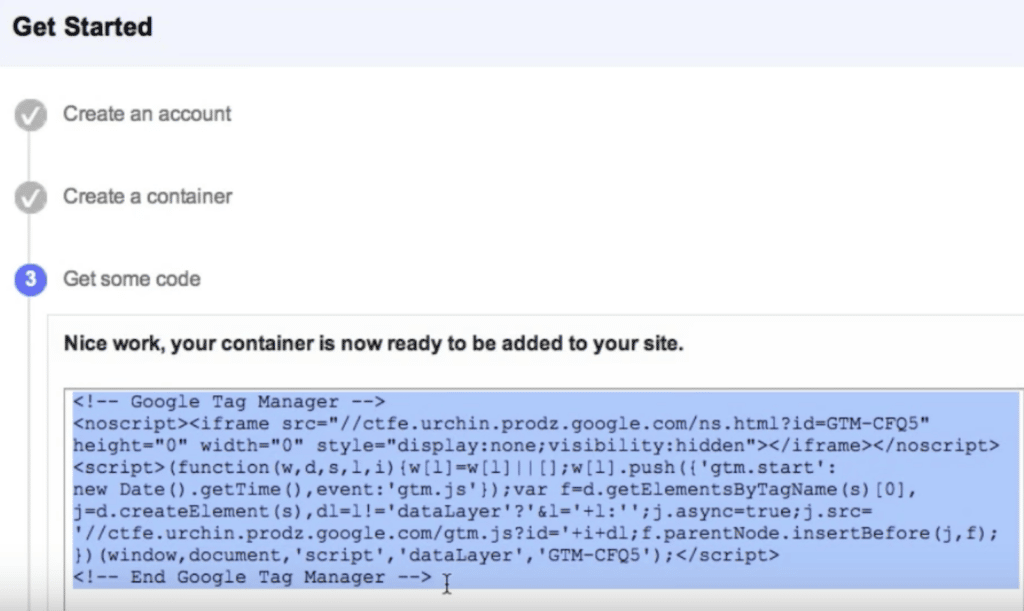 Get Started
Create an account
Create a container
3 Get some code
Nice work, your container is now ready to be added to your site.
<!-- Google Tag Manager -->
<noscript><iframe src="//ctfe.urchin.prodz.google.com/ns.html?id=GTM-CFQ5"
height="0" width="0" style="display:none;visibility:hidden"></iframe></noscript>
<script>(function(w,d,s,l,i){w[l]=w[l]||[];w[l].push({'gtm.start':
new Date().getTime(),event:'gtm.js'});var f=d.getElementsByTagName(s)[0],
j=d.createElement(s),dl=l!='dataLayer'?'&l='+l:'';j.async=true;j.src=
'//ctfe.urchin.prodz.google.com/gtm.js?id='+i+dl;f.parentNode.insertBefore(j,f);
})(window,document,'script','dataLayer','GTM-CFQ5');</script>
<!-- End Google Tag Manager -->